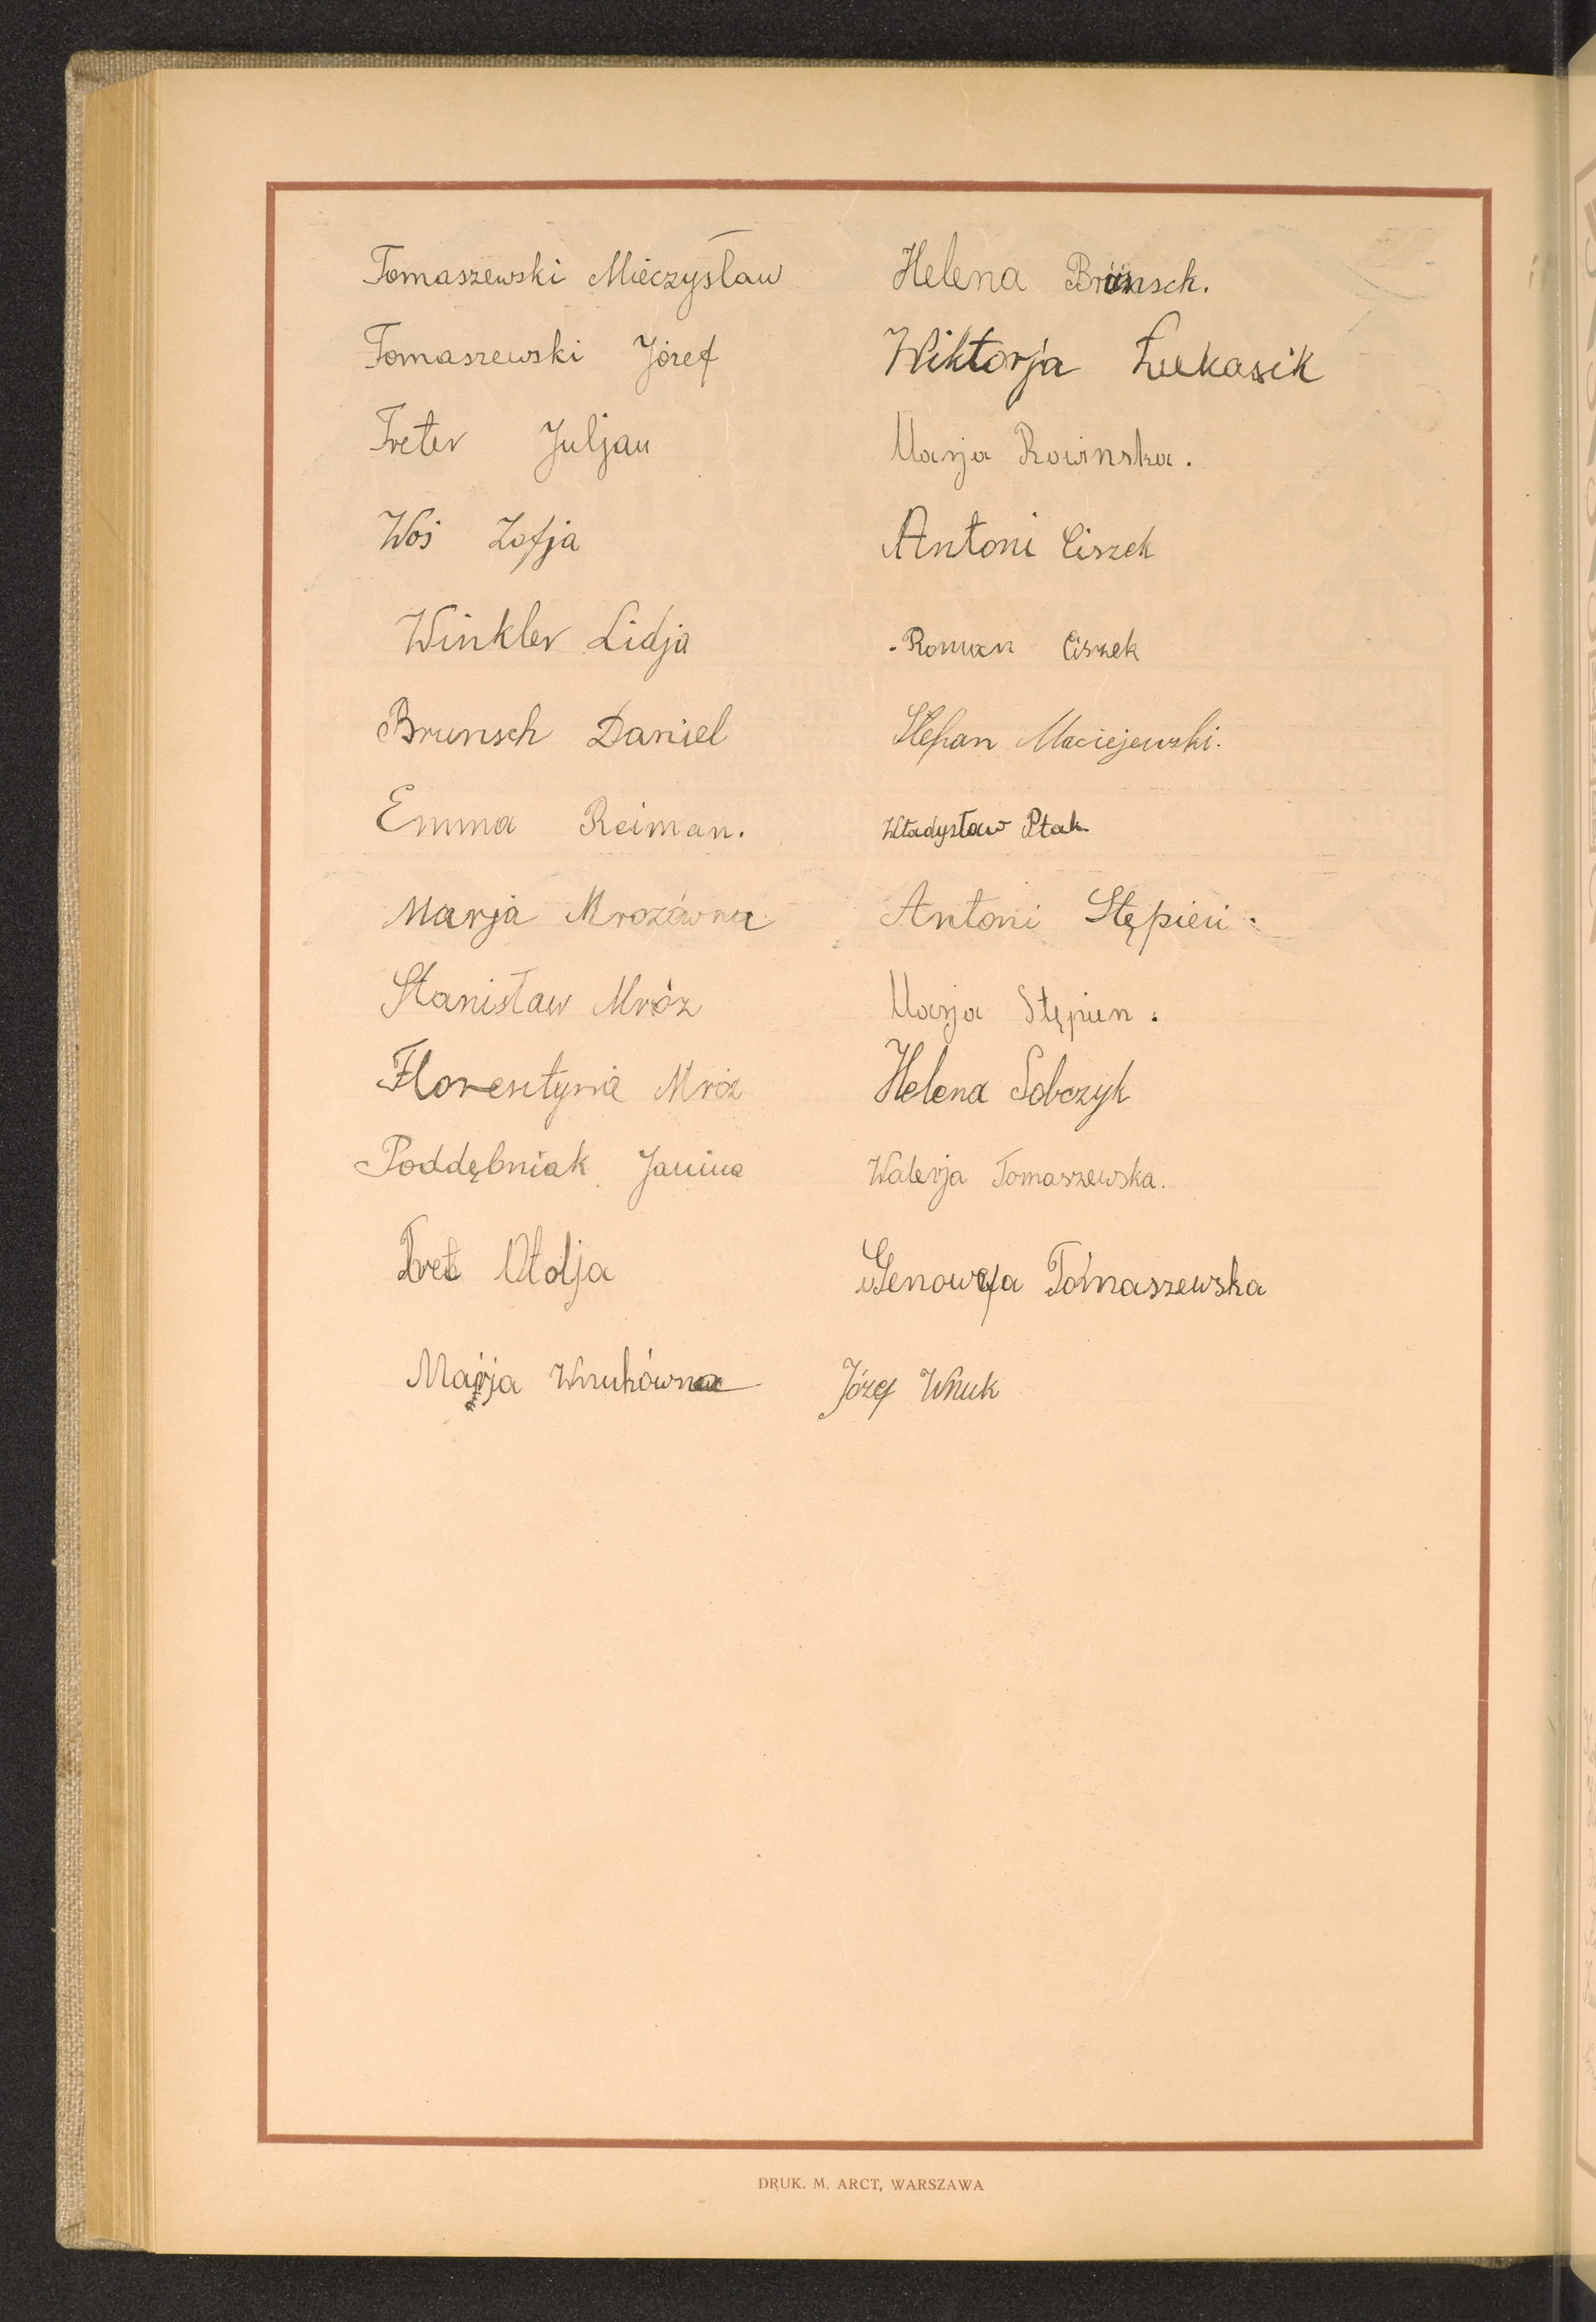 Tomaszewski Mieczysław
Tomaszewski Józef
Treter Juljan
Woś Zofja
Winkler Lidja
Brunsch Daniel
Emma Reiman.
Marja Mrozówna
Stanisław Mróz
Florentyna Mróz
Poddębniak Janina
Otolja
Marja Wnukówna
Helena Brünsch.
Wiktorja Łukasik
Marja Rowinska.
Antoni Ciszek
Roman Ciszek
Stefan Maciejewski.
Władysław Ptak
Antoni Stępień.
Marja Stępien.
Helena Sobczyk
Walerja Tomaszewska.
Genowefa Tomaszewska
Józef Wnuk
DRUK. M. ARCT, WARSZAWA